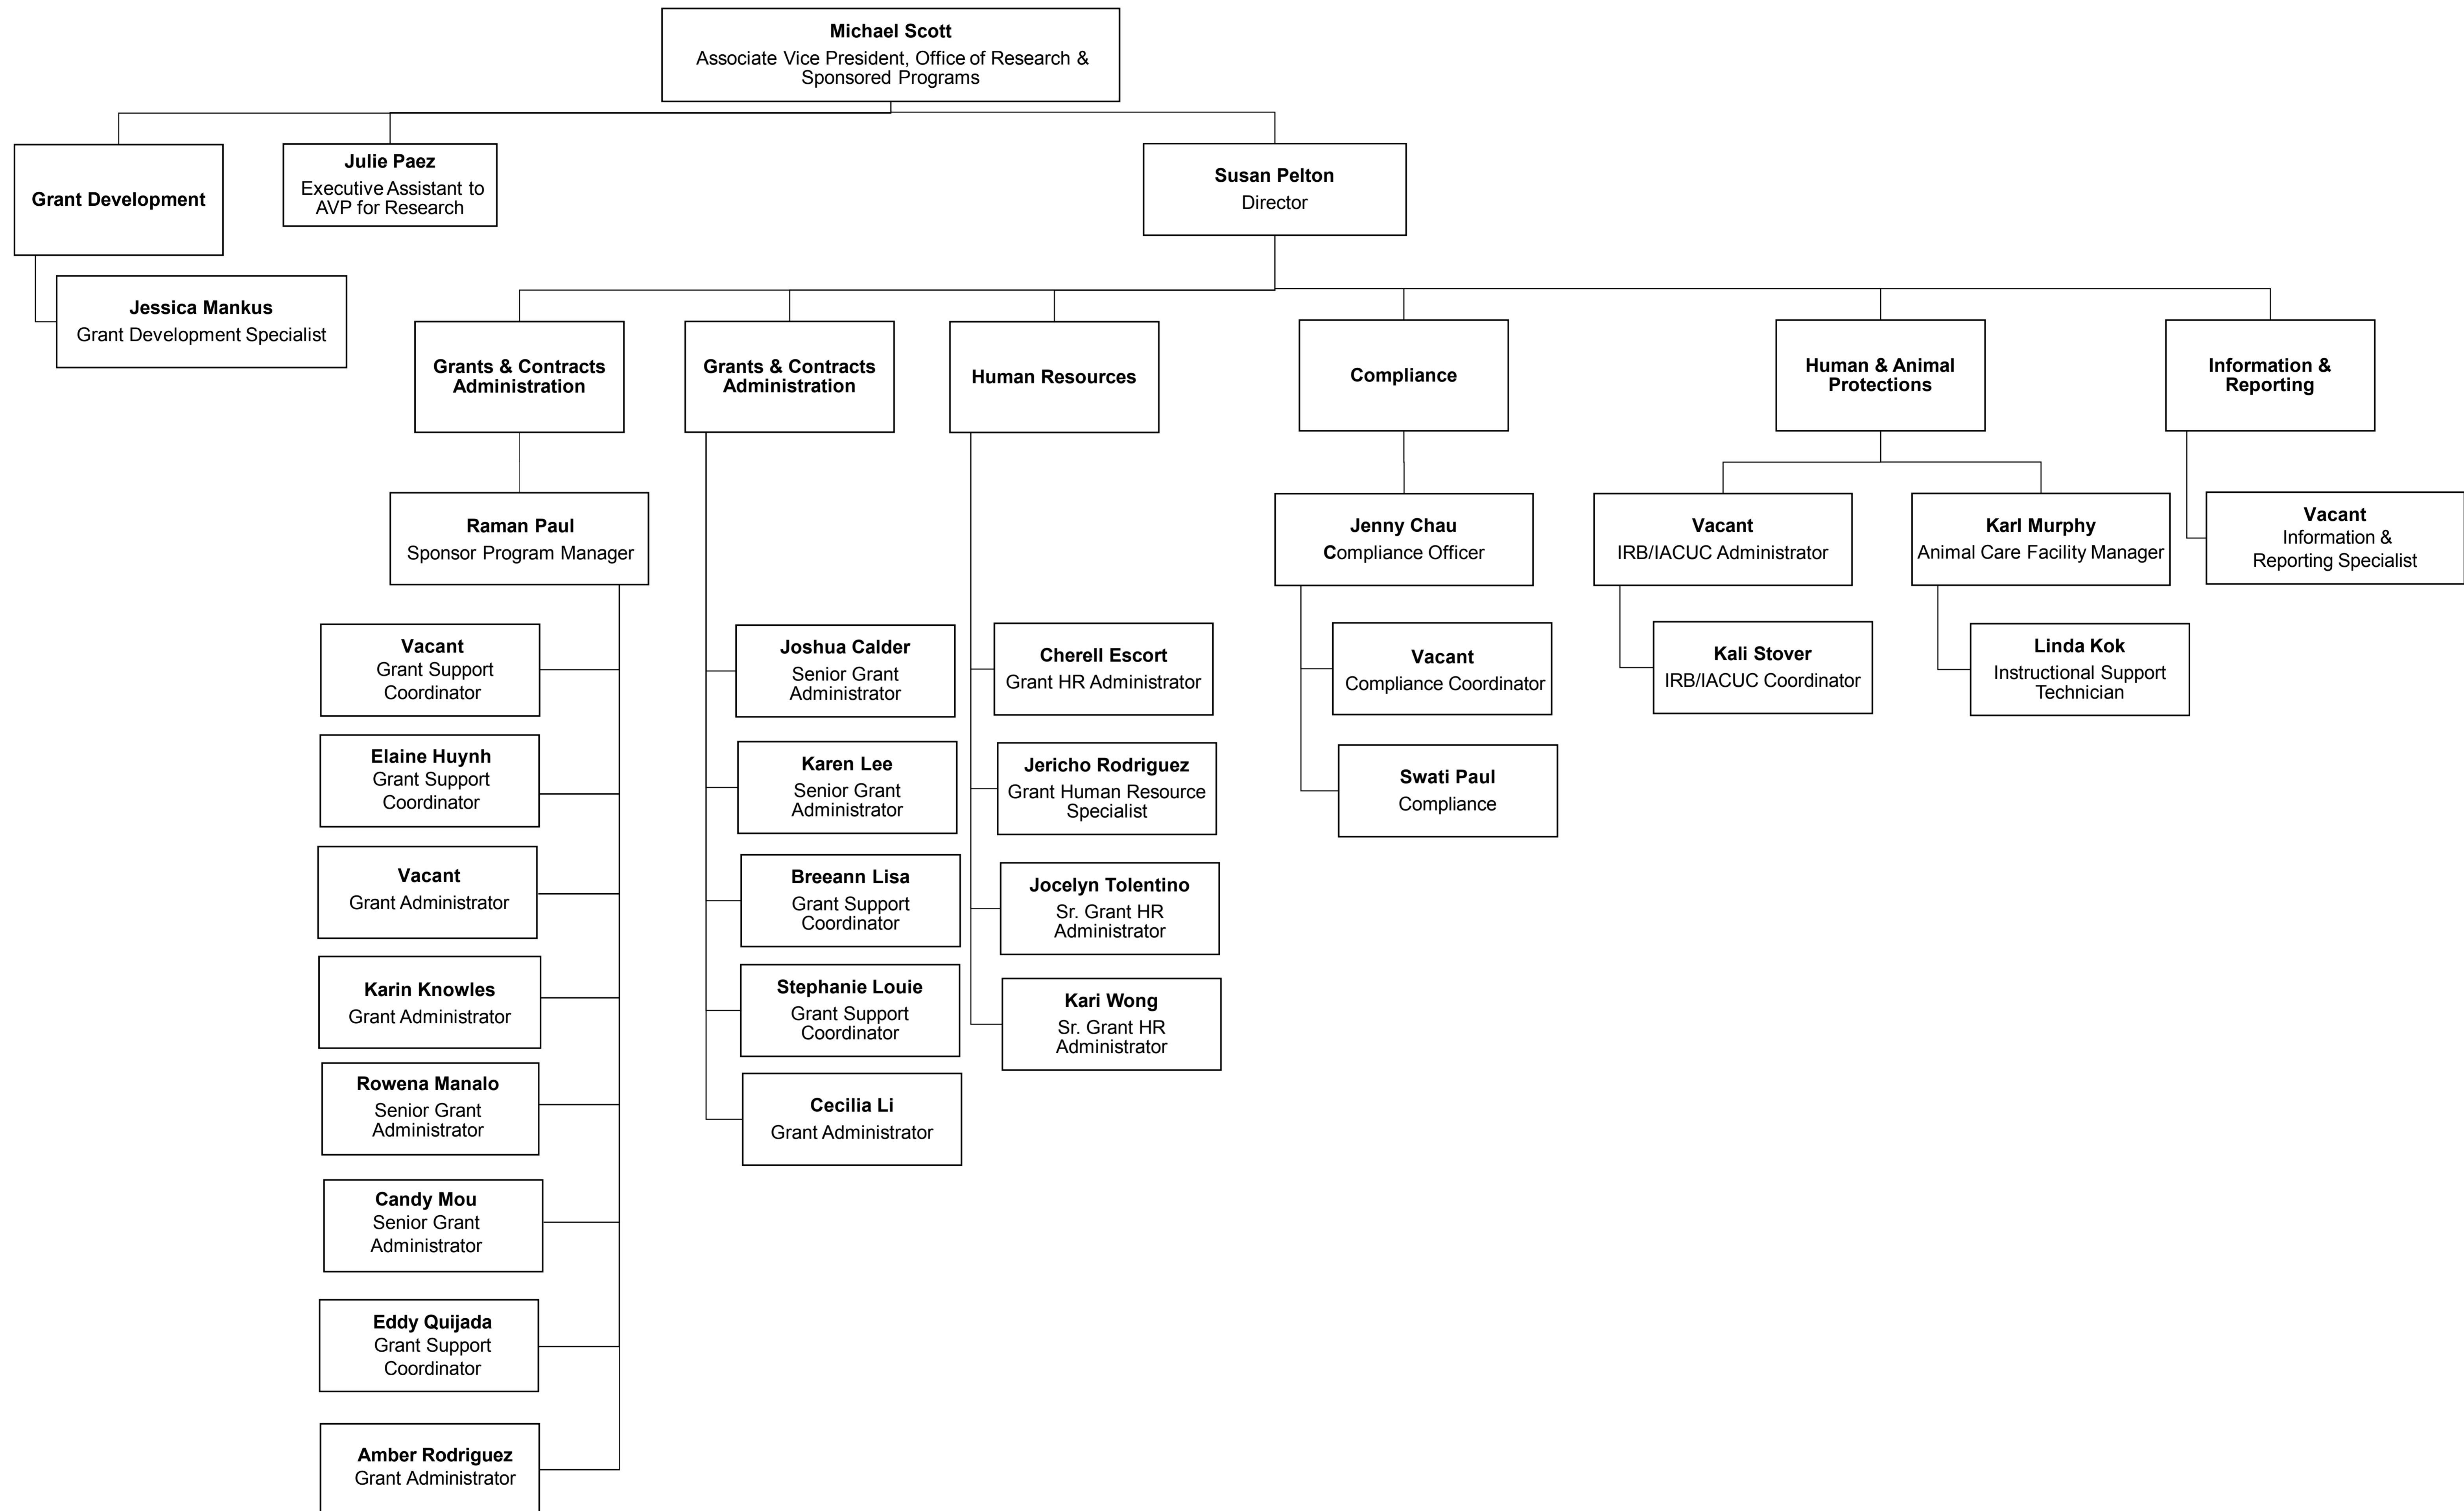 Michael Scott
Associate Vice President, Office of Research &
Sponsored Programs
Grant Development
Julie Paez
Executive Assistant to
AVP for Research
Susan Pelton
Director
Jessica Mankus
Grant Development Specialist
Grants & Contracts
Administration
Grants & Contracts
Administration
Human Resources
Compliance
Human & Animal
Protections
Information &
Reporting
Raman Paul
Sponsor Program Manager
Jenny Chau
Compliance Officer
Vacant
IRB/IACUC Administrator
Karl Murphy
Animal Care Facility Manager
Vacant
Information &
Reporting Specialist
Vacant
Grant Support
Coordinator
Joshua Calder
Senior Grant
Administrator
Cherell Escort
Grant HR Administrator
Vacant
Compliance Coordinator
Kali Stover
IRB/IACUC Coordinator
Linda Kok
Instructional Support
Technician
Elaine Huynh
Grant Support
Coordinator
Karen Lee
Senior Grant
Administrator
Jericho Rodriguez
Grant Human Resource
Specialist
Swati Paul
Compliance
Vacant
Grant Administrator
Breeann Lisa
Grant Support
Coordinator
Jocelyn Tolentino
Sr. Grant HR
Administrator
Karin Knowles
Grant Administrator
Stephanie Louie
Grant Support
Coordinator
Kari Wong
Sr. Grant HR
Administrator
Rowena Manalo
Senior Grant
Administrator
Cecilia Li
Grant Administrator
Candy Mou
Senior Grant
Administrator
Eddy Quijada
Grant Support
Coordinator
Amber Rodriguez
Grant Administrator